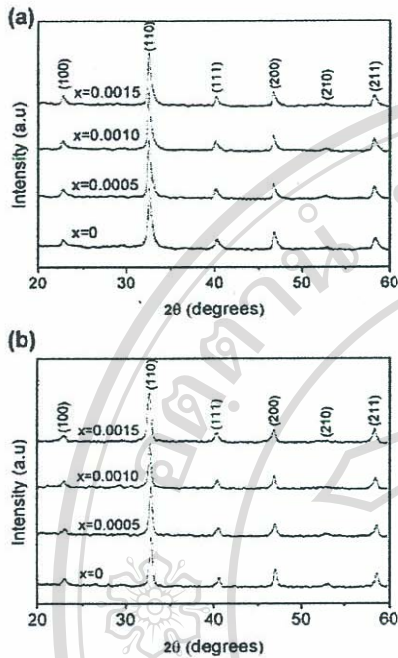 (a)
(110)
(100)
(111)
(200)
(210)
(211)
x=0.0015
x=0.0010
x=0.0005
x=0
Intensity (a.u)
20 30 40 50 60
2θ (degrees)
(b)
(110)
(100)
(111)
(200)
(210)
(211)
x=0.0015
x=0.0010
x=0.0005
x=0
Intensity (a.u)
20 30 40 50 60
2θ (degrees)